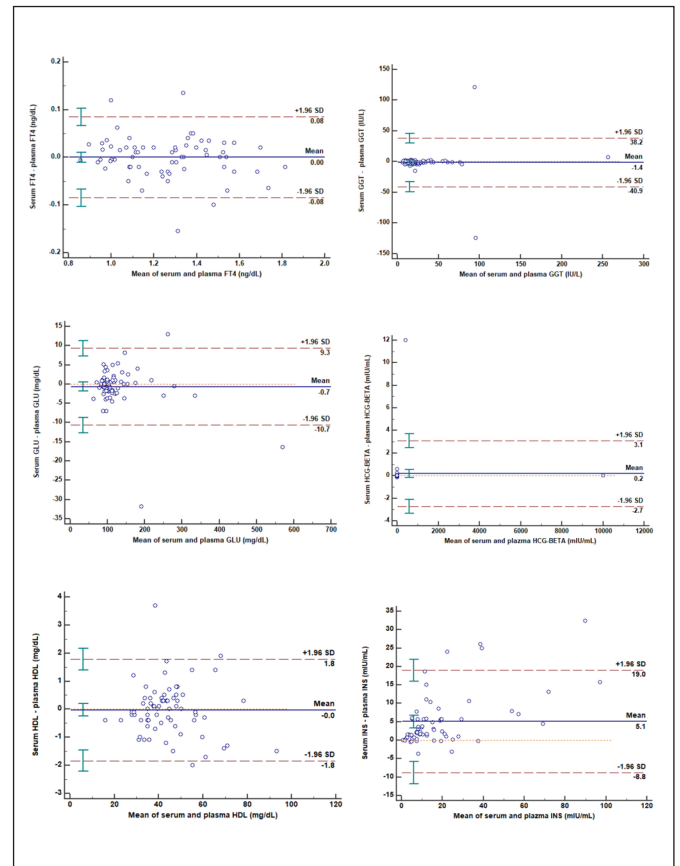 Serum FT4 - plasma FT4 (ng/dL)
0.2
0.1
0.0
-0.1
-0.2
+1.96 SD
0.08
Mean
0.00
-1.96 SD
-0.08
0.8 1.0 1.2 1.4 1.6 1.8 2.0
Mean of serum and plasma FT4 (ng/dL)
Serum GGT - plasma GGT (IU/L)
150
100
50
0
-50
-100
-150
+1.96 SD
38.2
Mean
-1.4
-1.96 SD
-40.9
0 50 100 150 200 250 300
Mean of serum and plasma GGT (IU/L)
Serum GLU - plasma GLU (mg/dL)
15
10
5
0
-5
-10
-15
-20
-25
-30
-35
+1.96 SD
9.3
Mean
-0.7
-1.96 SD
-10.7
0 100 200 300 400 500 600 700
Mean of serum and plasma GLU (mg/dL)
Serum HCG-BETA - plasma HCG-BETA (mIU/mL)
12
10
8
6
4
2
0
-2
-4
+1.96 SD
3.1
Mean
0.2
-1.96 SD
-2.7
0 2000 4000 6000 8000 10000 12000
Mean of serum and plazma HCG-BETA (mIU/mL)
Serum HDL - plasma HDL (mg/dL)
4
3
2
1
0
-1
-2
-3
+1.96 SD
1.8
Mean
-0.0
-1.96 SD
-1.8
0 20 40 60 80 100 120
Mean of serum and plasma HDL (mg/dL)
Serum INS - plasma INS (mIU/mL)
35
30
25
20
15
10
5
0
-5
-10
-15
+1.96 SD
19.0
Mean
5.1
-1.96 SD
-8.8
0 20 40 60 80 100 120
Mean of serum and plazma INS (mIU/mL)